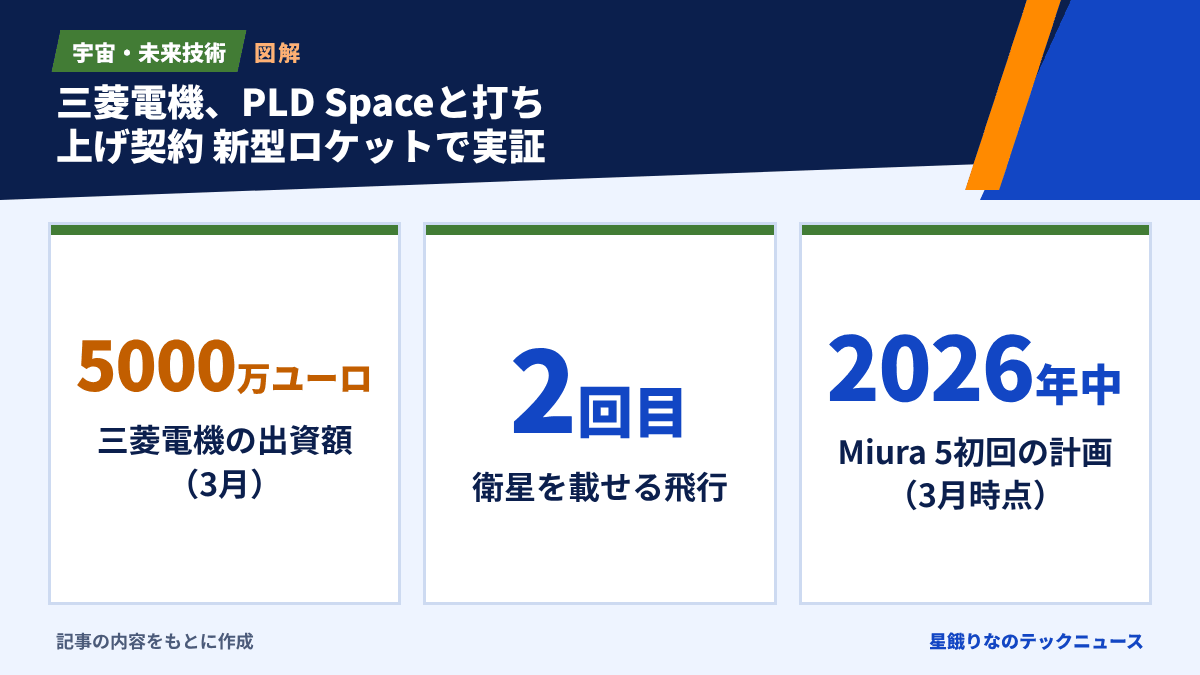 宇宙・未来技術 図解
三菱電機、PLD Spaceと打ち
上げ契約 新型ロケットで実証
5000万ユーロ
三菱電機の出資額
（3月）
2回目
衛星を載せる飛行
2026年中
Miura 5初回の計画
（3月時点）
記事の内容をもとに作成
星餓りなのテックニュース